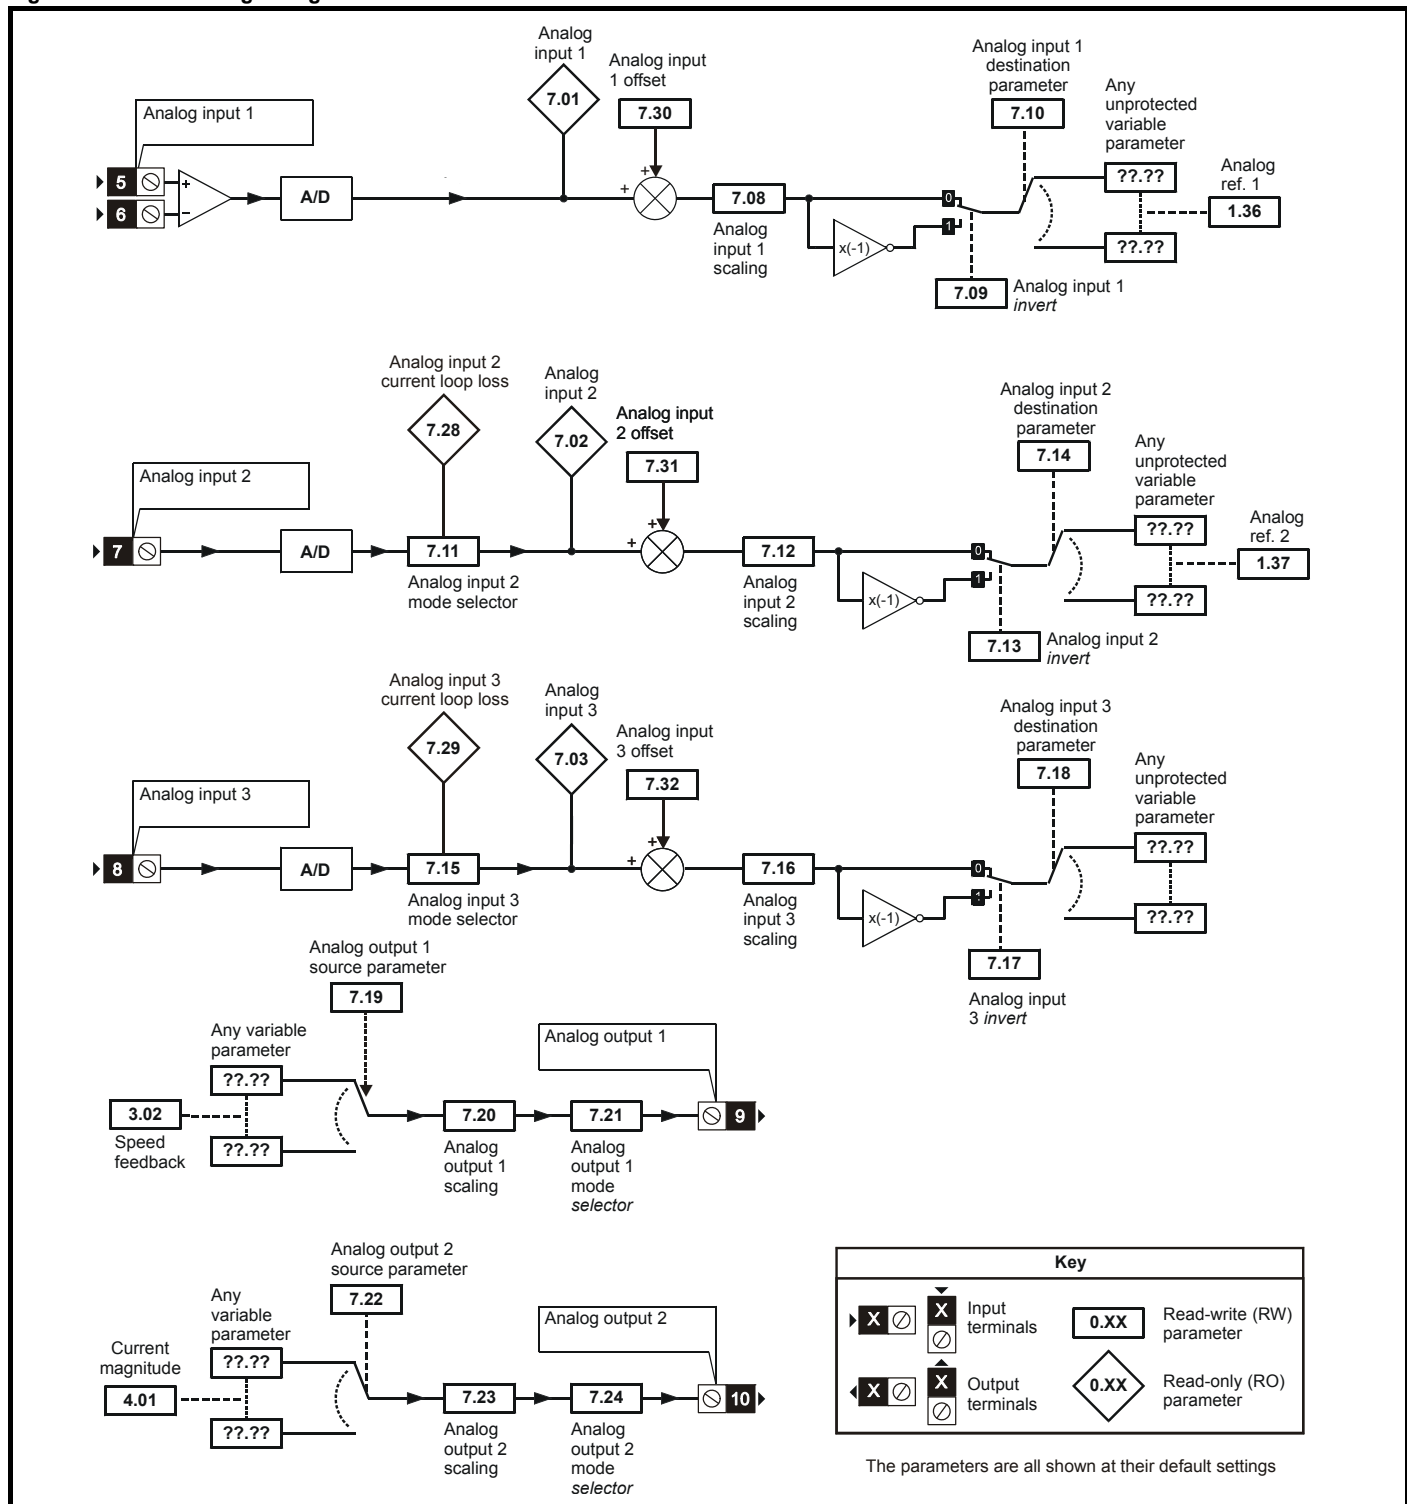 Analog
input 1
Analog input
1 offset
Analog input 1
destination
parameter
Any
unprotected
variable
parameter
Analog input 1
7.01
7.30
7.10
Analog
ref. 1
5
+
6
−
A/D
+
+
7.08
0
1
??.??
??.??
1.36
Analog
input 1
scaling
x(-1)
7.09
Analog input 1
invert
Analog input 2
current loop loss
Analog
input 2
Analog input
2 offset
Analog input 2
destination
parameter
Any
unprotected
variable
parameter
7.28
7.02
7.31
7.14
Analog input 2
Analog
ref. 2
7
A/D
7.11
+
+
7.12
0
1
??.??
??.??
1.37
Analog input 2
mode selector
Analog
input 2
scaling
x(-1)
7.13
Analog input 2
invert
Analog input 3
current loop loss
Analog
input 3
Analog input
3 offset
Analog input 3
destination
parameter
Any
unprotected
variable
parameter
7.29
7.03
7.32
7.18
Analog input 3
8
A/D
7.15
+
+
7.16
0
1
??.??
??.??
Analog input 3
mode selector
Analog
input 3
scaling
x(-1)
7.17
Analog input
3 invert
Analog output 1
source parameter
7.19
Any variable
parameter
Analog output 1
??.??
3.02
Speed
feedback
??.??
7.20
7.21
9
Analog
output 1
scaling
Analog
output 1
mode
selector
Analog output 2
source parameter
7.22
Any
variable
parameter
Analog output 2
Current
magnitude
4.01
??.??
??.??
7.23
7.24
10
Analog
output 2
scaling
Analog
output 2
mode
selector
Key
X
X
Input
terminals
0.XX
Read-write (RW)
parameter
X
X
Output
terminals
0.XX
Read-only (RO)
parameter
The parameters are all shown at their default settings